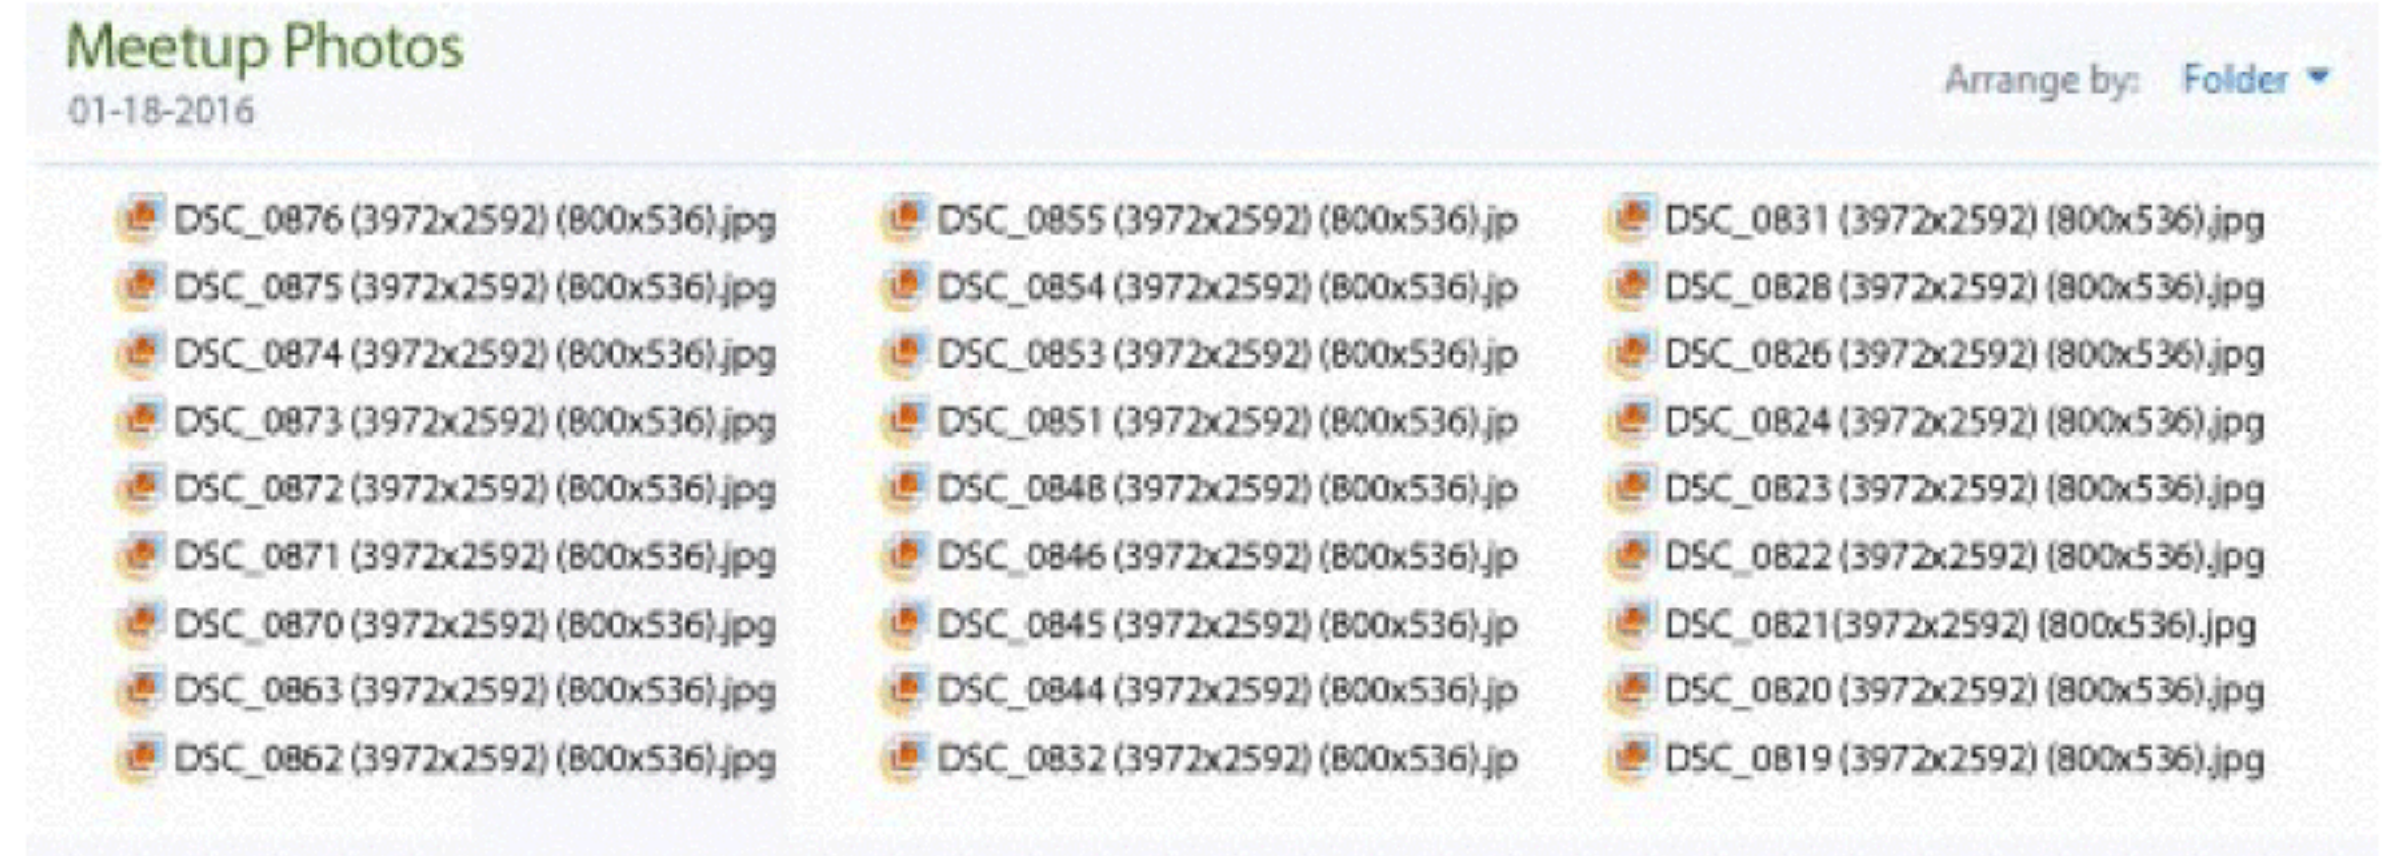 Meetup Photos
01-18-2016
Arrange by: Folder
DSC_0876 (3972x2592) (800x536).jpg
DSC_0875 (3972x2592) (800x536).jpg
DSC_0874 (3972x2592) (800x536).jpg
DSC_0873 (3972x2592) (800x536).jpg
DSC_0872 (3972x2592) (800x536).jpg
DSC_0871 (3972x2592) (800x536).jpg
DSC_0870 (3972x2592) (800x536).jpg
DSC_0863 (3972x2592) (800x536).jpg
DSC_0862 (3972x2592) (800x536).jpg
DSC_0855 (3972x2592) (800x536).jp
DSC_0854 (3972x2592) (800x536).jp
DSC_0853 (3972x2592) (800x536).jp
DSC_0851 (3972x2592) (800x536).jp
DSC_0848 (3972x2592) (800x536).jp
DSC_0846 (3972x2592) (800x536).jp
DSC_0845 (3972x2592) (800x536).jp
DSC_0844 (3972x2592) (800x536).jp
DSC_0832 (3972x2592) (800x536).jp
DSC_0831 (3972x2592) (800x536).jpg
DSC_0828 (3972x2592) (800x536).jpg
DSC_0826 (3972x2592) (800x536).jpg
DSC_0824 (3972x2592) (800x536).jpg
DSC_0823 (3972x2592) (800x536).jpg
DSC_0822 (3972x2592) (800x536).jpg
DSC_0821(3972x2592) (800x536).jpg
DSC_0820 (3972x2592) (800x536).jpg
DSC_0819 (3972x2592) (800x536).jpg